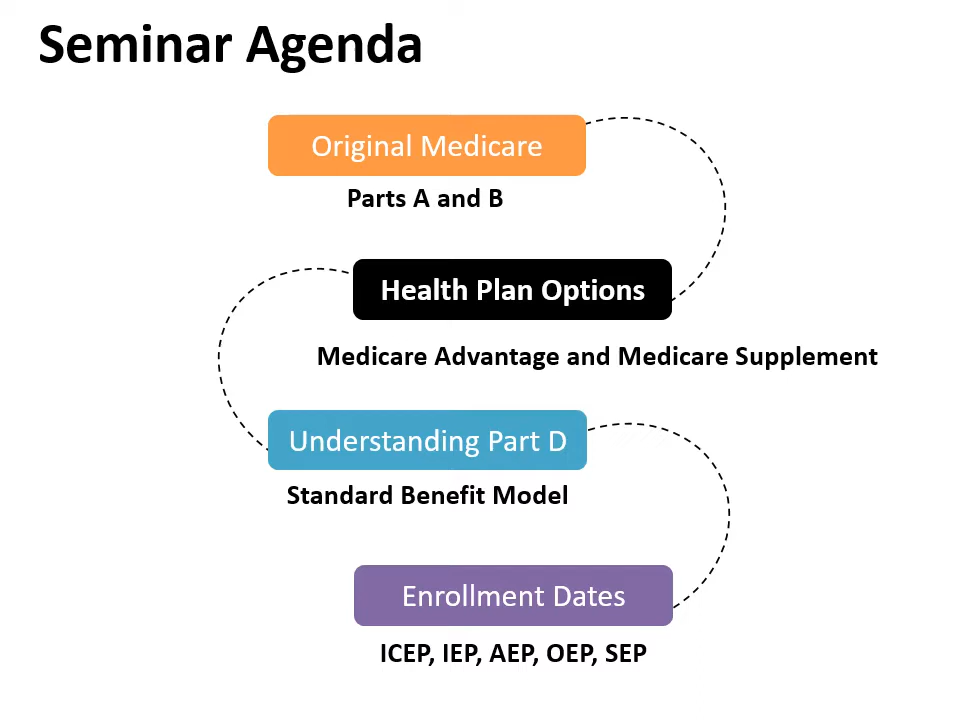 Seminar Agenda
Original Medicare
Parts A and B
Health Plan Options
Medicare Advantage and Medicare Supplement
Understanding Part D
Standard Benefit Model
Enrollment Dates
ICEP, IEP, AEP, OEP, SEP